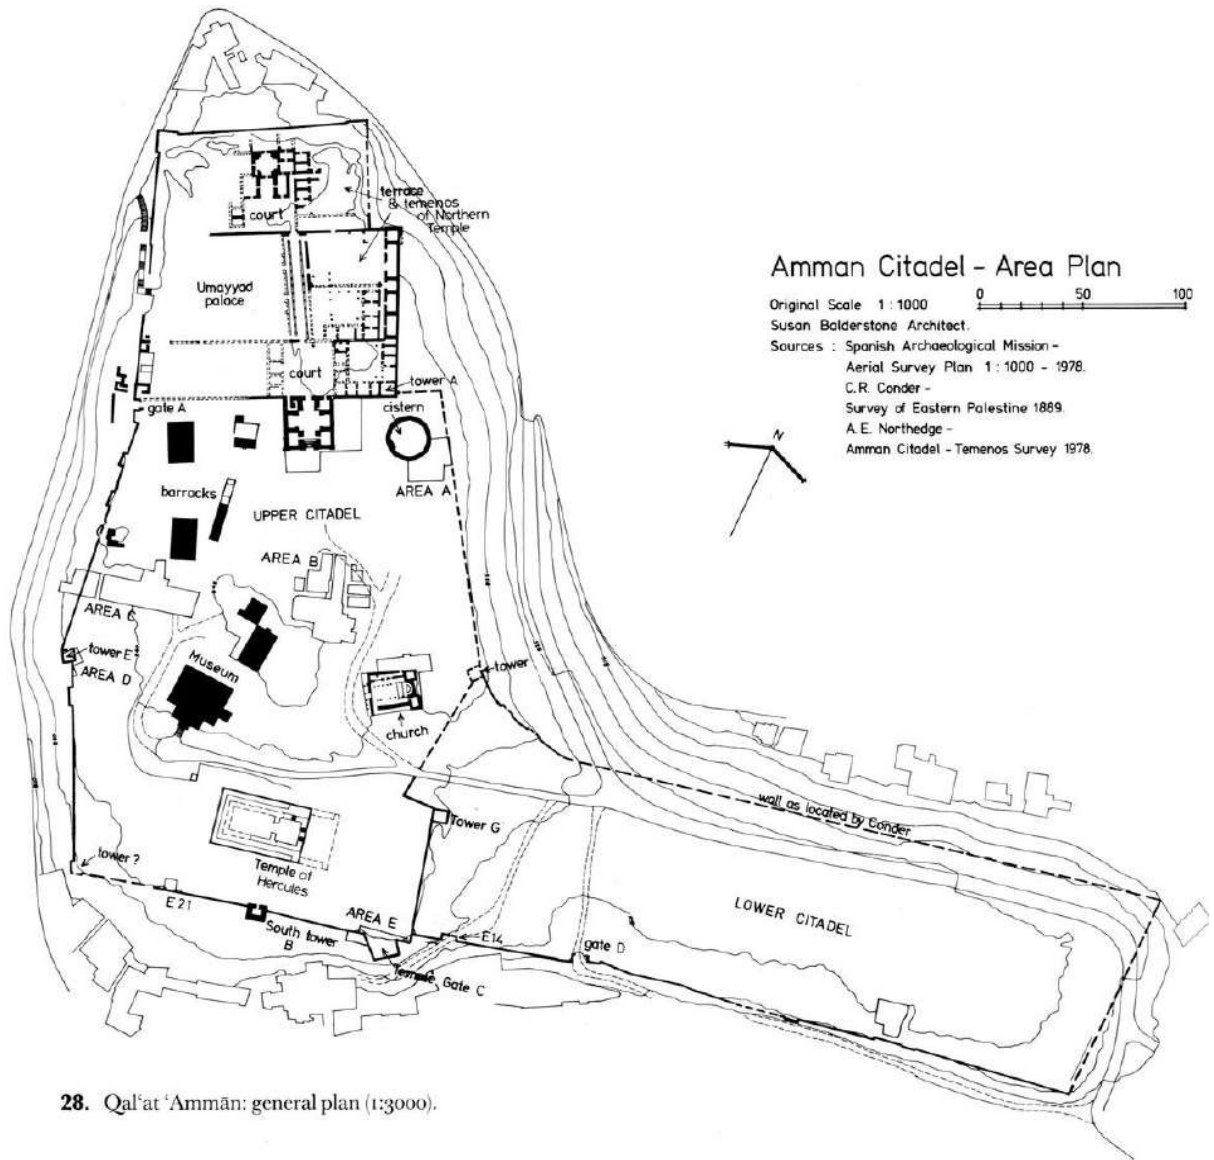 terrace
& temenos
of Northern
Temple
court
Umayyad
palace
court
tower A
gate A
cistern
AREA A
barracks
UPPER CITADEL
AREA B
AREA C
tower E
AREA D
Museum
tower
church
wall as located by Conder
Tower G
tower ?
Temple of
Hercules
E 21
AREA E
LOWER CITADEL
South tower
B
E14
gate D
Temple Gate C
Amman Citadel - Area Plan
Original Scale 1 : 1000
0 50 100
Susan Balderstone Architect.
Sources : Spanish Archaeological Mission -
Aerial Survey Plan 1 : 1000 - 1978.
C.R. Conder -
Survey of Eastern Palestine 1889.
A.E. Northedge -
Amman Citadel - Temenos Survey 1978.
N
28. Qal‘at ‘Ammān: general plan (1:3000).